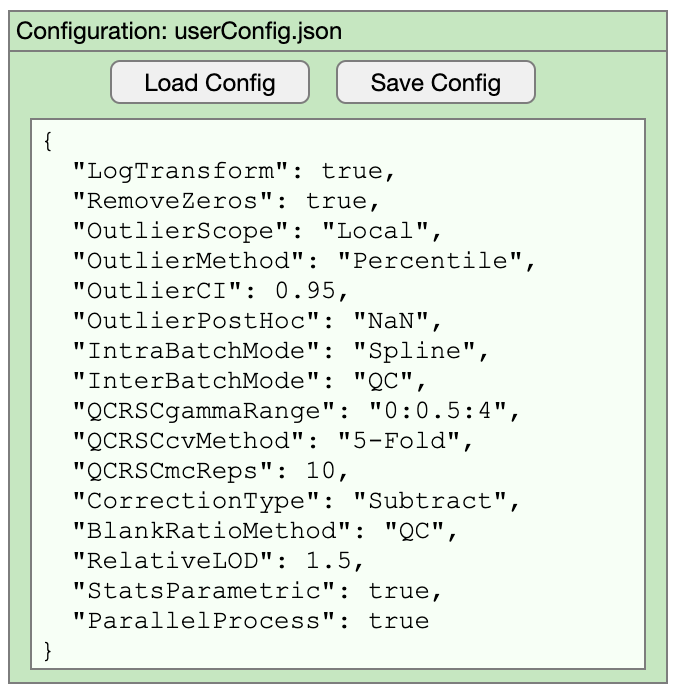 Configuration: userConfig.json
Load Config Save Config
{
  "LogTransform": true,
  "RemoveZeros": true,
  "OutlierScope": "Local",
  "OutlierMethod": "Percentile",
  "OutlierCI": 0.95,
  "OutlierPostHoc": "NaN",
  "IntraBatchMode": "Spline",
  "InterBatchMode": "QC",
  "QCRSCgammaRange": "0:0.5:4",
  "QCRSCcvMethod": "5-Fold",
  "QCRSCmcReps": 10,
  "CorrectionType": "Subtract",
  "BlankRatioMethod": "QC",
  "RelativeLOD": 1.5,
  "StatsParametric": true,
  "ParallelProcess": true
}